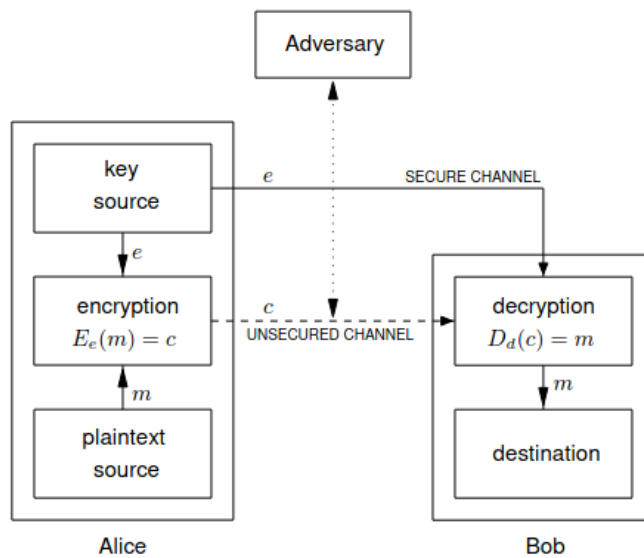 Adversary
key
source
e
SECURE CHANNEL
e
encryption
E_e(m) = c
c
UNSECURED CHANNEL
decryption
D_d(c) = m
m
m
plaintext
source
destination
Alice
Bob